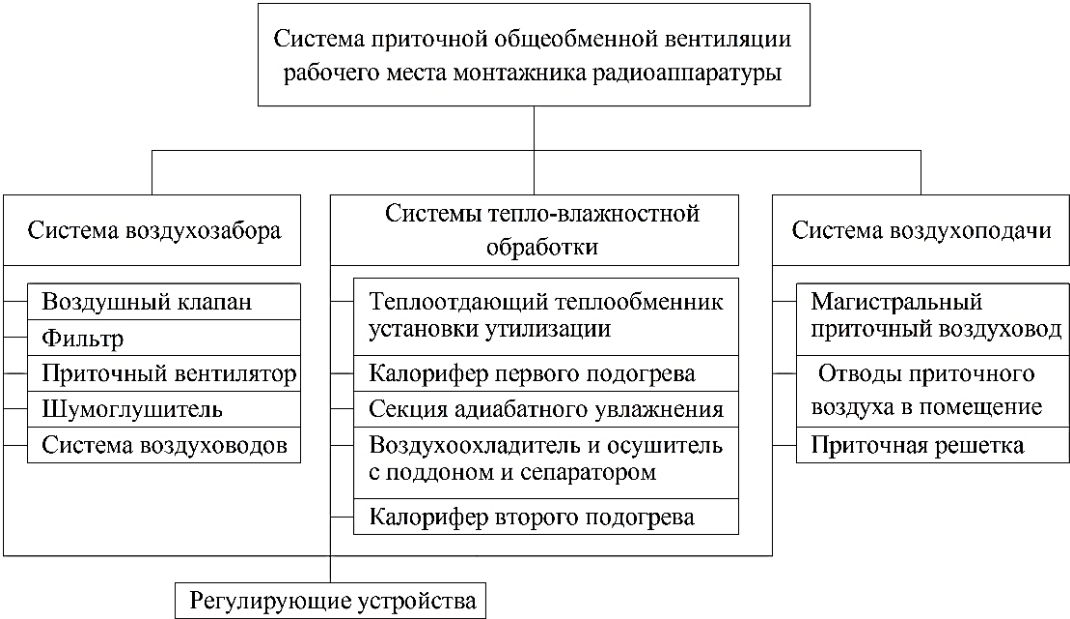 Система приточной общеобменной вентиляции
рабочего места монтажника радиоаппаратуры
Система воздухозабора
Воздушный клапан
Фильтр
Приточный вентилятор
Шумоглушитель
Система воздуховодов
Системы тепло-влажностной
обработки
Теплоотдающий теплообменник
установки утилизации
Калорифер первого подогрева
Секция адиабатного увлажнения
Воздухоохладитель и осушитель
с поддоном и сепаратором
Калорифер второго подогрева
Система воздухоподачи
Магистральный
приточный воздуховод
Отводы приточного
воздуха в помещение
Приточная решетка
Регулирующие устройства